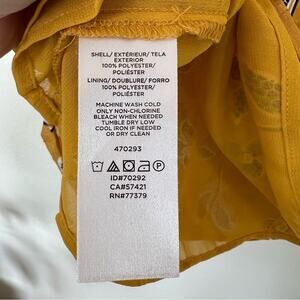 SHELL/EXTÉRIEUR/TELA
EXTERIOR
100% POLYESTER/
POLIÉSTER
LINING/DOUBLURE/FORRO
100% POLYESTER/
POLIÉSTER
MACHINE WASH COLD
ONLY NON-CHLORINE
BLEACH WHEN NEEDED
TUMBLE DRY LOW
COOL IRON IF NEEDED
OR DRY CLEAN
470293
ID#70292
CA#57421
RN#77379